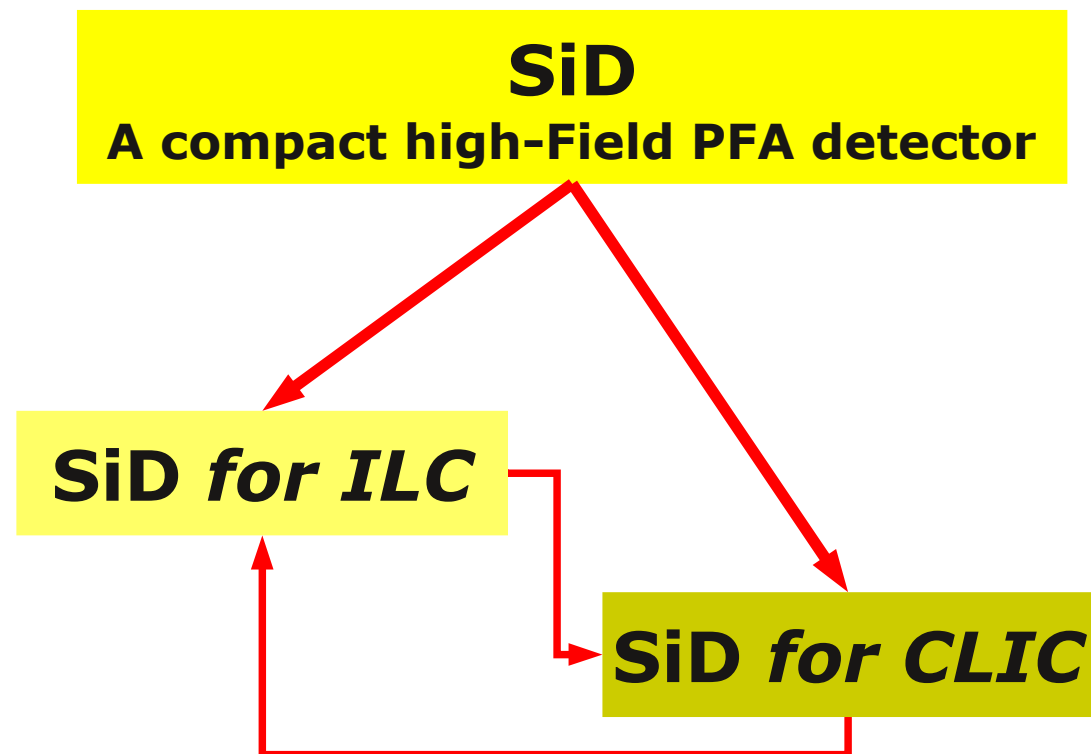 SiD
A compact high-Field PFA detector
SiD for ILC
SiD for CLIC